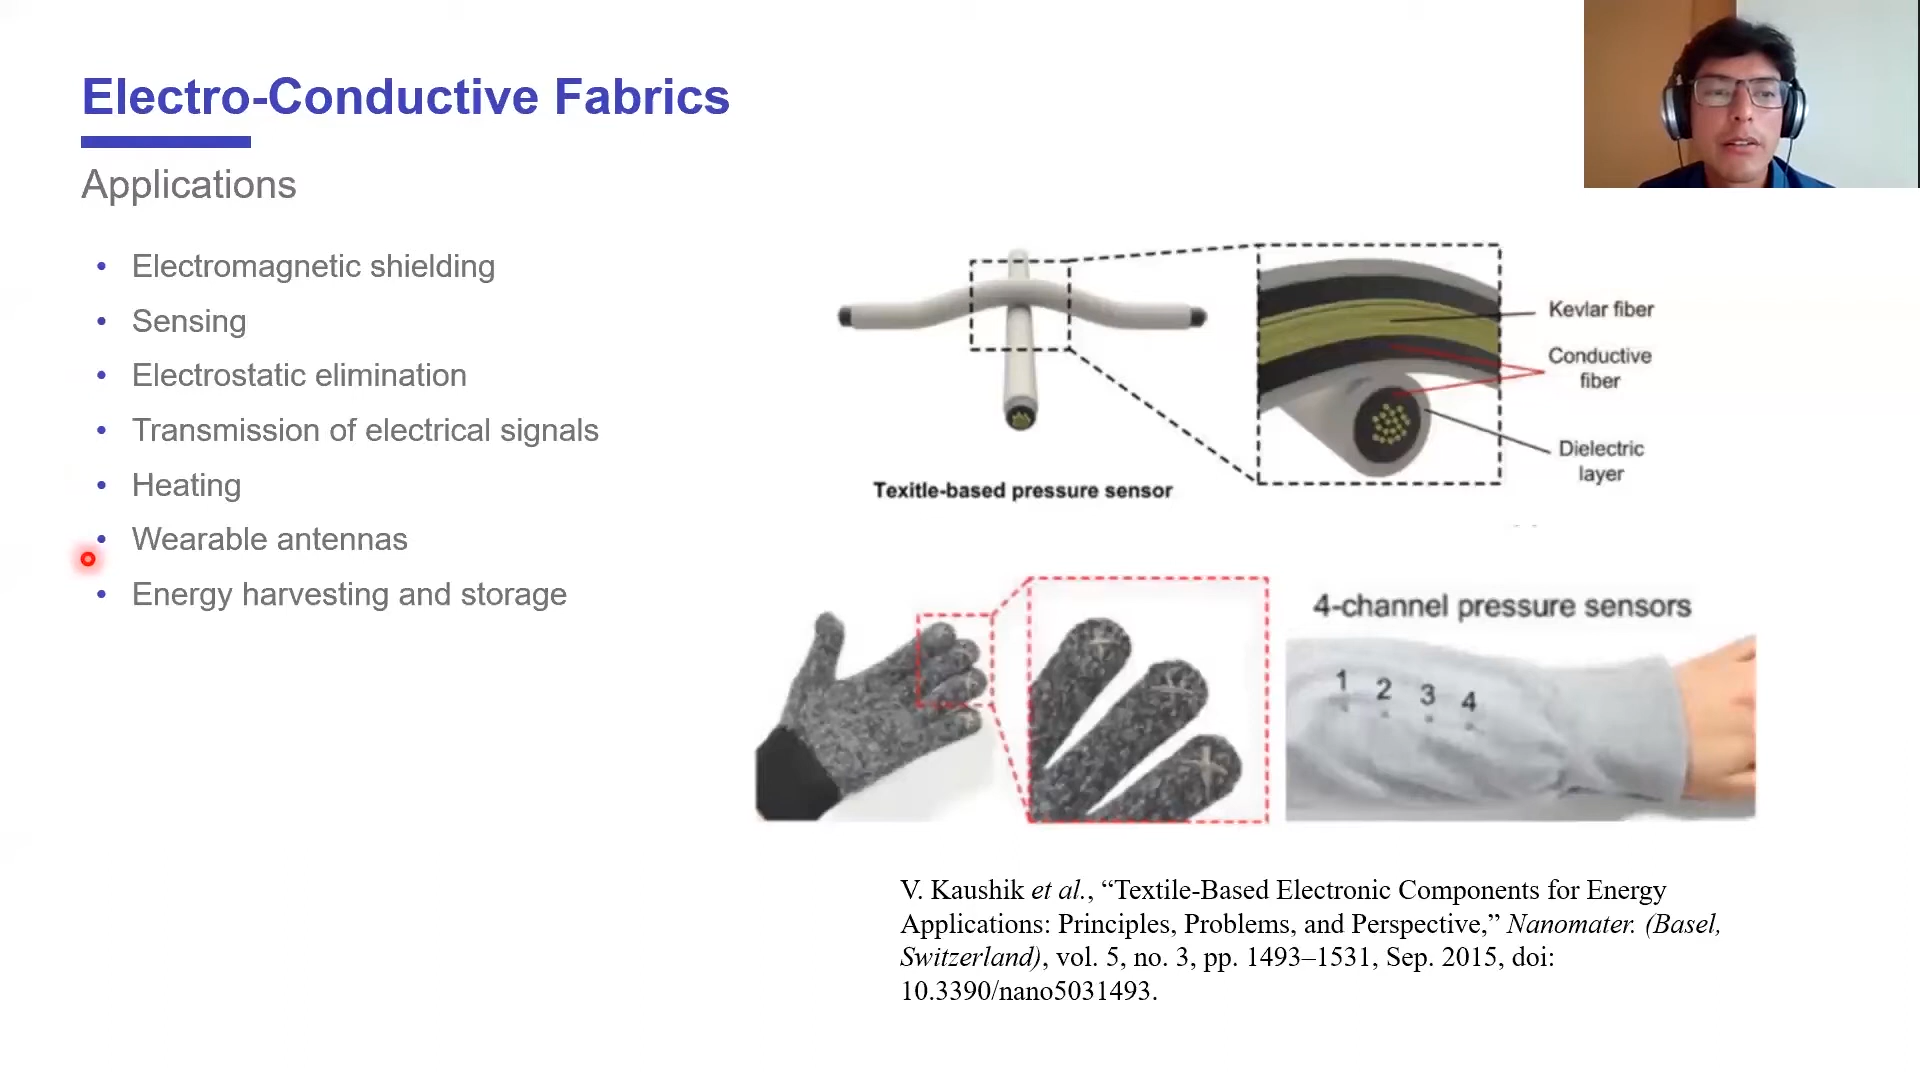 Electro-Conductive Fabrics
Applications
• Electromagnetic shielding
• Sensing
• Electrostatic elimination
• Transmission of electrical signals
• Heating
• Wearable antennas
• Energy harvesting and storage
Kevlar fiber
Conductive
fiber
Dielectric
layer
Texitle-based pressure sensor
4-channel pressure sensors
1 2 3 4
V. Kaushik et al., “Textile-Based Electronic Components for Energy
Applications: Principles, Problems, and Perspective,” Nanomater. (Basel,
Switzerland), vol. 5, no. 3, pp. 1493–1531, Sep. 2015, doi:
10.3390/nano5031493.